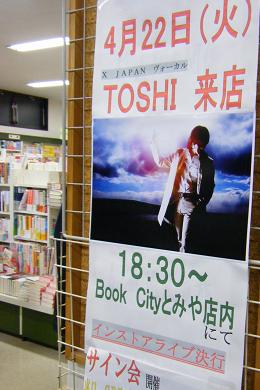 4月22日(火)
X JAPAN ヴォーカル
TOSHI 来店
18:30～
Book Cityとみや店内
にて
インストアライブ決行
サイン会 開催